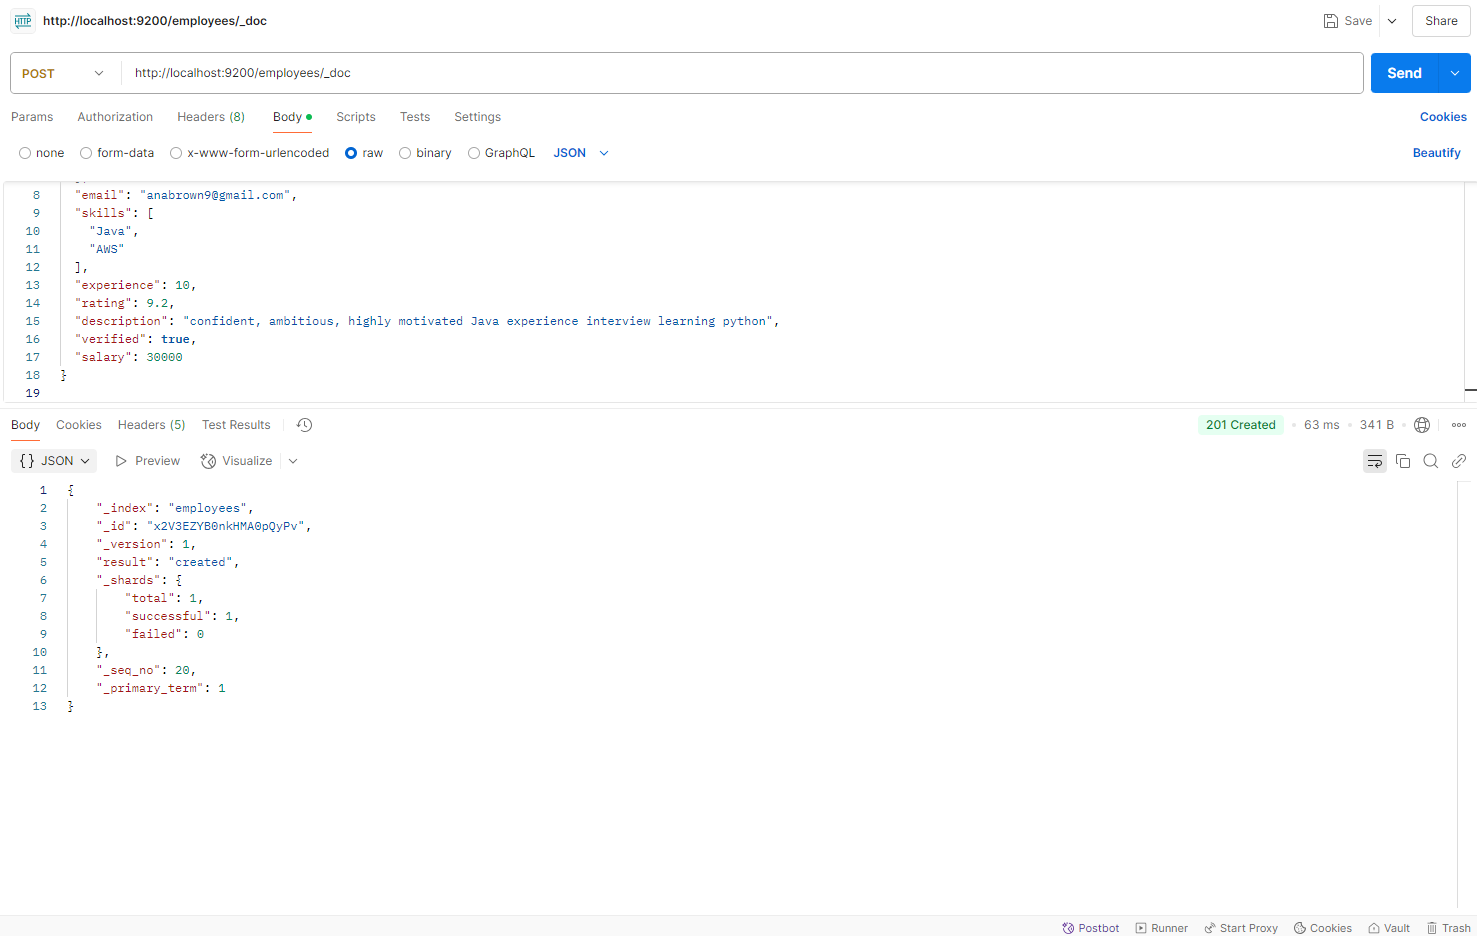 HTTP http://localhost:9200/employees/_doc Save Share
POST http://localhost:9200/employees/_doc Send
Params Authorization Headers (8) Body Scripts Tests Settings Cookies
none form-data x-www-form-urlencoded raw binary GraphQL JSON Beautify
8 "email": "anabrown9@gmail.com",
9 "skills": [
10 "Java",
11 "AWS"
12 ],
13 "experience": 10,
14 "rating": 9.2,
15 "description": "confident, ambitious, highly motivated Java experience interview learning python",
16 "verified": true,
17 "salary": 30000
18 }
19
Body Cookies Headers (5) Test Results 201 Created 63 ms 341 B
{} JSON Preview Visualize
1 {
2 "_index": "employees",
3 "_id": "x2V3EZYB0nkHMA0pQyPv",
4 "_version": 1,
5 "result": "created",
6 "_shards": {
7 "total": 1,
8 "successful": 1,
9 "failed": 0
10 },
11 "_seq_no": 20,
12 "_primary_term": 1
13 }
Postbot Runner Start Proxy Cookies Vault Trash